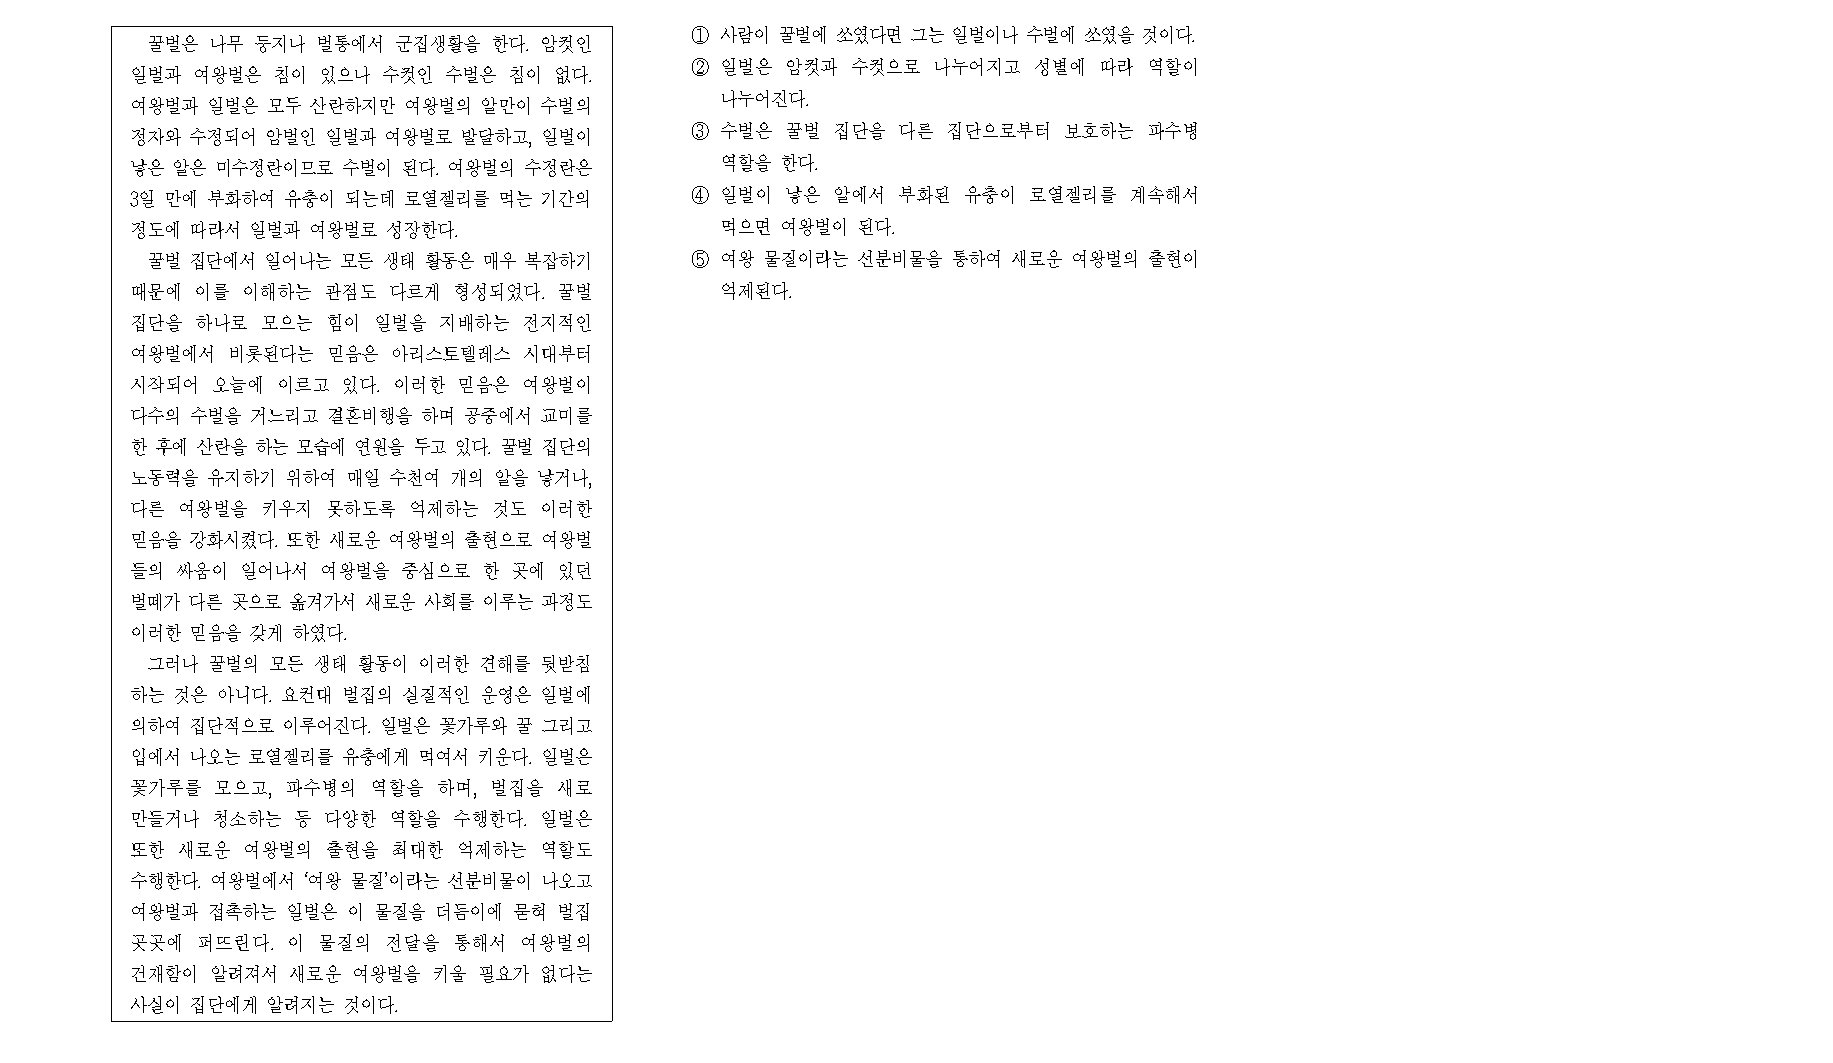 꿀벌은 나무 둥지나 벌통에서 군집생활을 한다. 암컷인
일벌과 여왕벌은 침이 있으나 수컷인 수벌은 침이 없다.
여왕벌과 일벌은 모두 산란하지만 여왕벌의 알만이 수벌의
정자와 수정되어 암벌인 일벌과 여왕벌로 발달하고, 일벌이
낳은 알은 미수정란이므로 수벌이 된다. 여왕벌의 수정란은
3일 만에 부화하여 유충이 되는데 로열젤리를 먹는 기간의
정도에 따라서 일벌과 여왕벌로 성장한다.
꿀벌 집단에서 일어나는 모든 생태 활동은 매우 복잡하기
때문에 이를 이해하는 관점도 다르게 형성되었다. 꿀벌
집단을 하나로 모으는 힘이 일벌을 지배하는 전지적인
여왕벌에서 비롯된다는 믿음은 아리스토텔레스 시대부터
시작되어 오늘에 이르고 있다. 이러한 믿음은 여왕벌이
다수의 수벌을 거느리고 결혼비행을 하며 공중에서 교미를
한 후에 산란을 하는 모습에 연원을 두고 있다. 꿀벌 집단의
노동력을 유지하기 위하여 매일 수천여 개의 알을 낳거나,
다른 여왕벌을 키우지 못하도록 억제하는 것도 이러한
믿음을 강화시켰다. 또한 새로운 여왕벌의 출현으로 여왕벌
들의 싸움이 일어나서 여왕벌을 중심으로 한 곳에 있던
벌떼가 다른 곳으로 옮겨가서 새로운 사회를 이루는 과정도
이러한 믿음을 갖게 하였다.
그러나 꿀벌의 모든 생태 활동이 이러한 견해를 뒷받침
하는 것은 아니다. 요컨대 벌집의 실질적인 운영은 일벌에
의하여 집단적으로 이루어진다. 일벌은 꽃가루와 꿀 그리고
입에서 나오는 로열젤리를 유충에게 먹여서 키운다. 일벌은
꽃가루를 모으고, 파수병의 역할을 하며, 벌집을 새로
만들거나 청소하는 등 다양한 역할을 수행한다. 일벌은
또한 새로운 여왕벌의 출현을 최대한 억제하는 역할도
수행한다. 여왕벌에서 ‘여왕 물질’이라는 선분비물이 나오고
여왕벌과 접촉하는 일벌은 이 물질을 더듬이에 묻혀 벌집
곳곳에 퍼뜨린다. 이 물질의 전달을 통해서 여왕벌의
건재함이 알려져서 새로운 여왕벌을 키울 필요가 없다는
사실이 집단에게 알려지는 것이다.
① 사람이 꿀벌에 쏘였다면 그는 일벌이나 수벌에 쏘였을 것이다.
② 일벌은 암컷과 수컷으로 나누어지고 성별에 따라 역할이
나누어진다.
③ 수벌은 꿀벌 집단을 다른 집단으로부터 보호하는 파수병
역할을 한다.
④ 일벌이 낳은 알에서 부화된 유충이 로열젤리를 계속해서
먹으면 여왕벌이 된다.
⑤ 여왕 물질이라는 선분비물을 통하여 새로운 여왕벌의 출현이
억제된다.